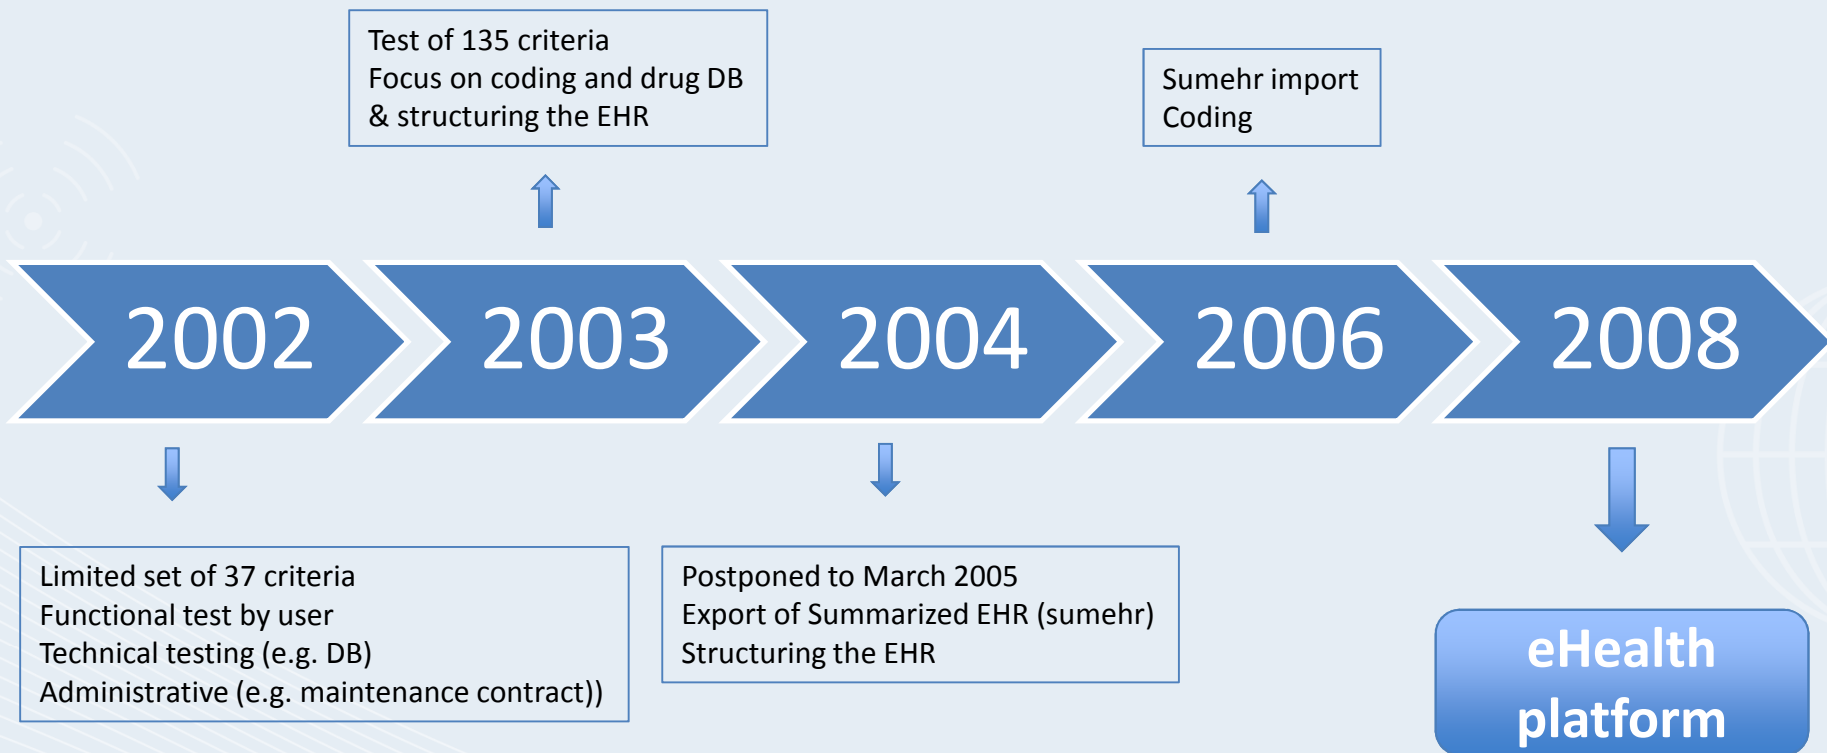 Test of 135 criteria
Focus on coding and drug DB
& structuring the EHR
Sumehr import
Coding
2002
2003
2004
2006
2008
Limited set of 37 criteria
Functional test by user
Technical testing (e.g. DB)
Administrative (e.g. maintenance contract))
Postponed to March 2005
Export of Summarized EHR (sumehr)
Structuring the EHR
eHealth
platform